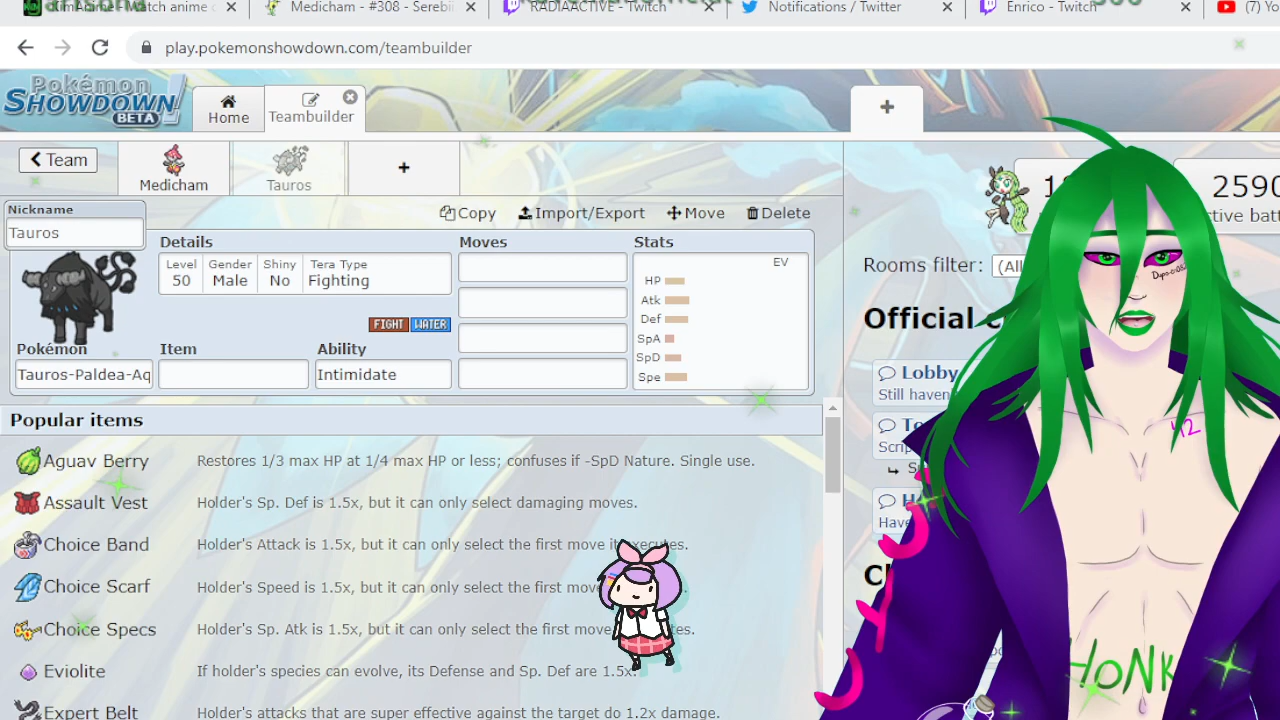 KimAnime - Watch anime
Medicham - #308 - Serebii
RADIAACTIVE - Twitch
Notifications / Twitter
Enrico - Twitch
(7) Yo
play.pokemonshowdown.com/teambuilder
Pokémon
SHOWDOWN!
BETA
Home
Teambuilder
+
Team
Medicham
Tauros
+
Nickname
Tauros
Copy
Import/Export
Move
Delete
Details
Moves
Stats
Level
Gender
Shiny
Tera Type
50
Male
No
Fighting
EV
HP
Atk
Def
SpA
SpD
Spe
FIGHT
WATER
Pokémon
Item
Ability
Tauros-Paldea-Aq
Intimidate
Popular items
Aguav Berry Restores 1/3 max HP at 1/4 max HP or less; confuses if -SpD Nature. Single use.
Assault Vest Holder's Sp. Def is 1.5x, but it can only select damaging moves.
Choice Band Holder's Attack is 1.5x, but it can only select the first move it executes.
Choice Scarf Holder's Speed is 1.5x, but it can only select the first move
Choice Specs Holder's Sp. Atk is 1.5x, but it can only select the first move
Eviolite If holder's species can evolve, its Defense and Sp. Def are 1.5x.
Expert Belt Holder's attacks that are super effective against the target do 1.2x damage.
2590
Rooms filter: (All
Official
Lobby
Still haven
42
HONK